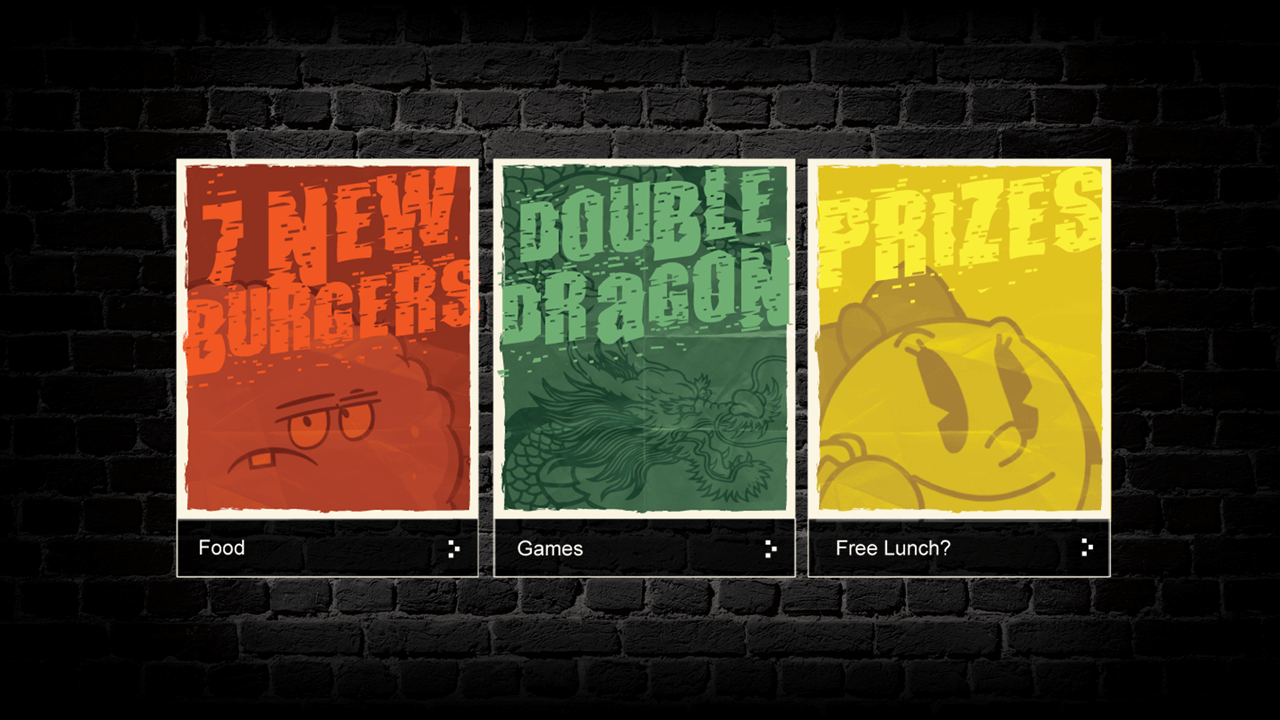 7 NEW
BURGERS
DOUBLE
DRAGON
PRIZES
Food
Games
Free Lunch?